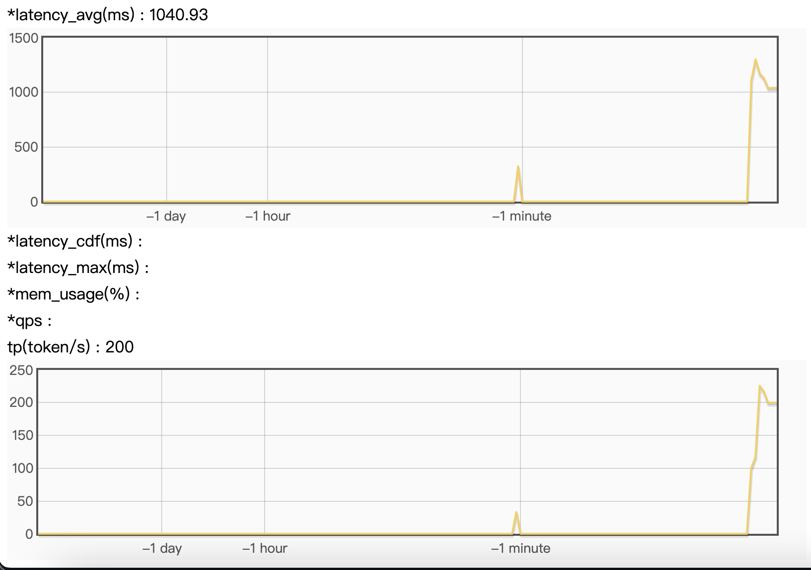 *latency_avg(ms) : 1040.93
1500
1000
500
0
−1 day −1 hour −1 minute
*latency_cdf(ms) :
*latency_max(ms) :
*mem_usage(%) :
*qps :
tp(token/s) : 200
250
200
150
100
50
0
−1 day −1 hour −1 minute